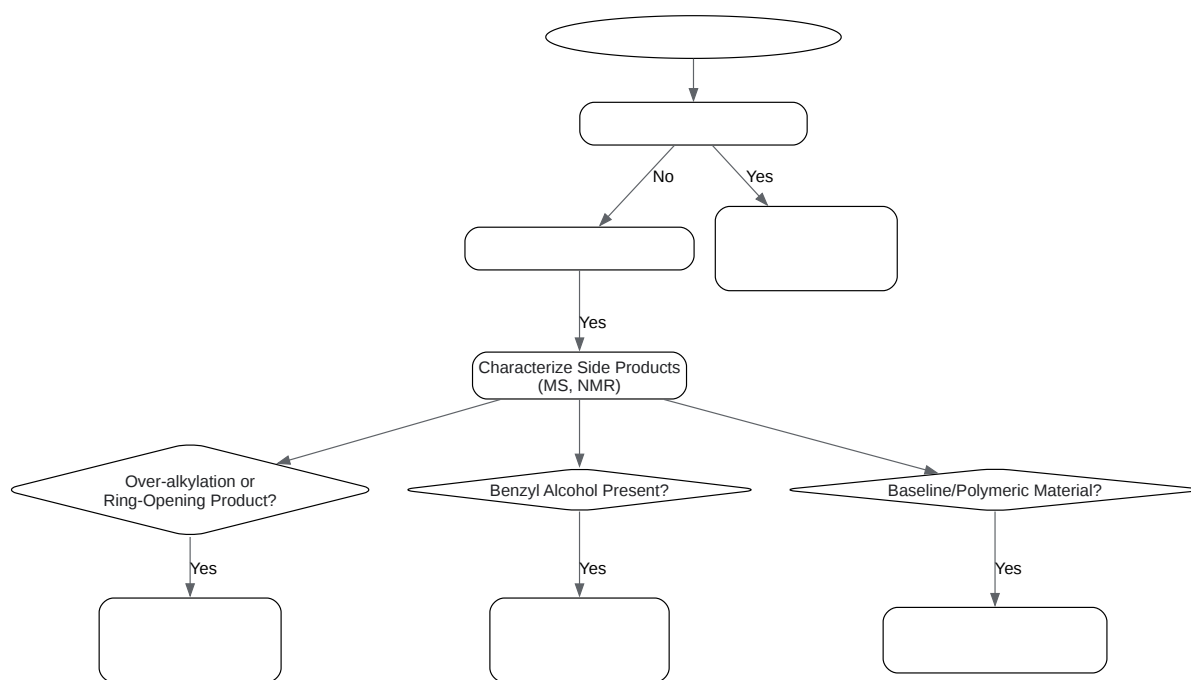 No
Yes
Yes
Characterize Side Products
(MS, NMR)
Over-alkylation or
Ring-Opening Product?
Benzyl Alcohol Present?
Baseline/Polymeric Material?
Yes
Yes
Yes